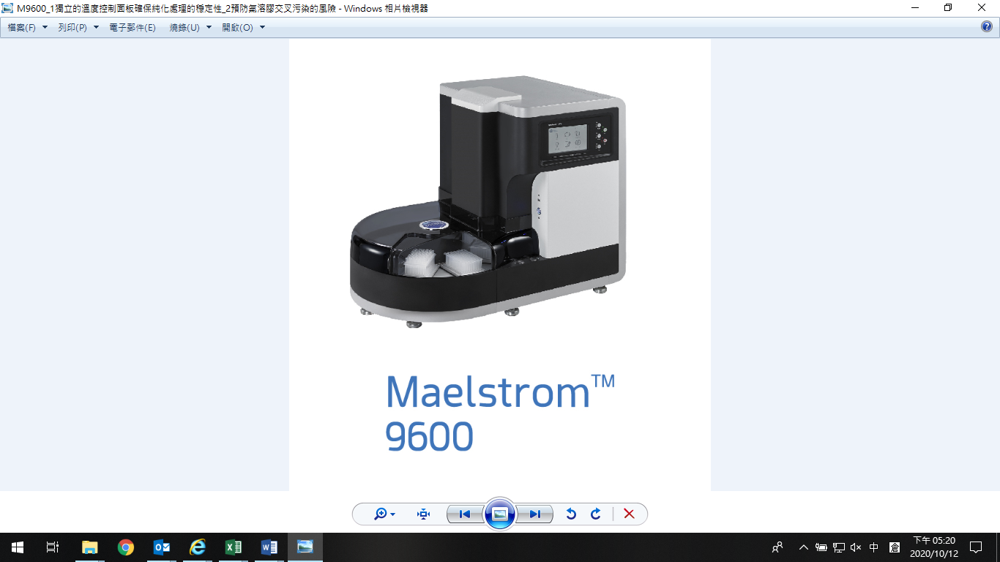 M9600_1獨立的溫度控制面板確保純化處理的穩定性_2預防氣溶膠交叉污染的風險 - Windows 相片檢視器
檔案(F) 列印(P) 電子郵件(E) 燒錄(U) 開啟(O)
Maelstrom™
9600
中 倉 下午 05:20
2020/10/12